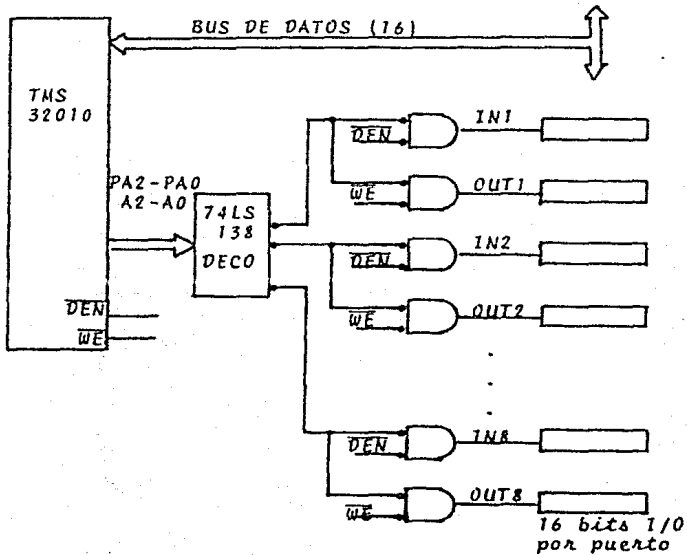 BUS DE DATOS (16)
TMS
32010
PA2-PA0
A2-A0
74LS
138
DECO
DEN
WE
DEN
IN1
WE
OUT1
DEN
IN2
WE
OUT2
DEN
IN8
WE
OUT8
16 bits I/O
por puerto